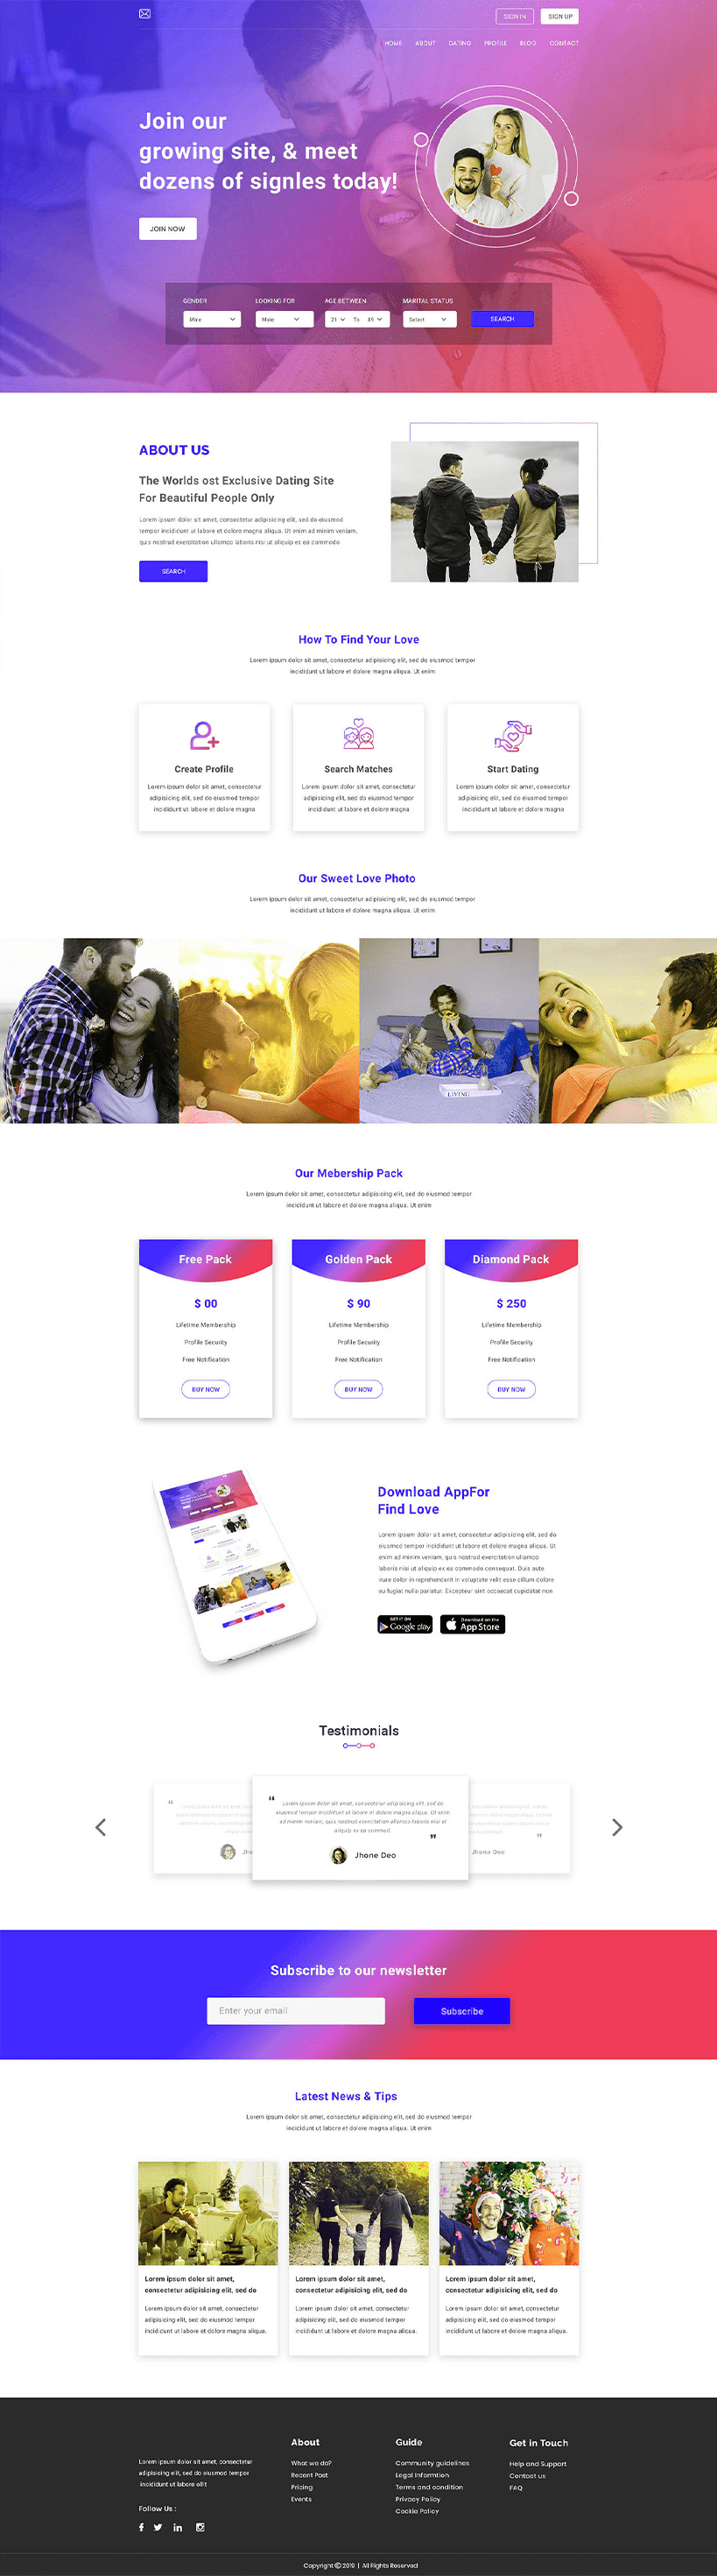 SIGN IN
SIGN UP
HOME
ABOUT
DATING
PROFILE
BLOG
CONTACT
Join our
growing site, & meet
dozens of signles today!
JOIN NOW
GENDER
LOOKING FOR
AGE BETWEEN
MARITAL STATUS
Male
Male
21 To 89
Select
SEARCH
ABOUT US
The Worlds ost Exclusive Dating Site
For Beautiful People Only
Lorem ipsum dolor sit amet, consectetur adipisicing elit, sed do eiusmod
tempor incididunt ut labore et dolore magna aliqua. Ut enim ad minim veniam,
quis nostrud exercitation ullamco laboris nisi ut aliquip ex ea commodo
SEARCH
How To Find Your Love
Lorem ipsum dolor sit amet, consectetur adipisicing elit, sed do eiusmod tempor
incididunt ut labore et dolore magna aliqua. Ut enim
Create Profile
Lorem ipsum dolor sit amet, consectetur
adipisicing elit, sed do eiusmod tempor
incididunt ut labore et dolore magna
Search Matches
Lorem ipsum dolor sit amet, consectetur
adipisicing elit, sed do eiusmod tempor
incididunt ut labore et dolore magna
Start Dating
Lorem ipsum dolor sit amet, consectetur
adipisicing elit, sed do eiusmod tempor
incididunt ut labore et dolore magna
Our Sweet Love Photo
Lorem ipsum dolor sit amet, consectetur adipisicing elit, sed do eiusmod tempor
incididunt ut labore et dolore magna aliqua. Ut enim
LIVING
Our Mebership Pack
Lorem ipsum dolor sit amet, consectetur adipisicing elit, sed do eiusmod tempor
incididunt ut labore et dolore magna aliqua. Ut enim
Free Pack
$ 00
Lifetime Membership
Profile Security
Free Notification
BUY NOW
Golden Pack
$ 90
Lifetime Membership
Profile Security
Free Notification
BUY NOW
Diamond Pack
$ 250
Lifetime Membership
Profile Security
Free Notification
BUY NOW
Download AppFor
Find Love
Lorem ipsum dolor sit amet, consectetur adipisicing elit, sed do
eiusmod tempor incididunt ut labore et dolore magna aliqua. Ut
enim ad minim veniam, quis nostrud exercitation ullamco
laboris nisi ut aliquip ex ea commodo consequat. Duis aute
irure dolor in reprehenderit in voluptate velit esse cillum dolore
eu fugiat nulla pariatur. Excepteur sint occaecat cupidatat non
GET IT ON
Google play
Download on the
App Store
Testimonials
Lorem ipsum dolor sit amet, consectetur adipisicing elit, sed do
eiusmod tempor incididunt ut labore et dolore magna aliqua. Ut enim
ad minim veniam, quis nostrud exercitation ullamco laboris nisi ut
aliquip ex ea commod.
Jhone Deo
Jhone Deo
Subscribe to our newsletter
Enter your email
Subscribe
Latest News & Tips
Lorem ipsum dolor sit amet, consectetur adipisicing elit, sed do eiusmod tempor
incididunt ut labore et dolore magna aliqua. Ut enim
Lorem ipsum dolor sit amet,
consectetur adipisicing elit, sed do
Lorem ipsum dolor sit amet, consectetur
adipisicing elit, sed do eiusmod tempor
incididunt ut labore et dolore magna aliqua.
Lorem ipsum dolor sit amet,
consectetur adipisicing elit, sed do
Lorem ipsum dolor sit amet, consectetur
adipisicing elit, sed do eiusmod tempor
incididunt ut labore et dolore magna aliqua.
Lorem ipsum dolor sit amet,
consectetur adipisicing elit, sed do
Lorem ipsum dolor sit amet, consectetur
adipisicing elit, sed do eiusmod tempor
incididunt ut labore et dolore magna aliqua.
Lorem ipsum dolor sit amet, consectetur
adipisicing elit, sed do eiusmod tempor
incididunt ut labore elit
Follow Us :
About
What we do?
Recent Post
Pricing
Events
Guide
Community guidelines
Legal Informtion
Terms and condition
Privacy Policy
Cookie Policy
Get in Touch
Help and Support
Contact us
FAQ
Copyright © 2019 | All Rights Reserved